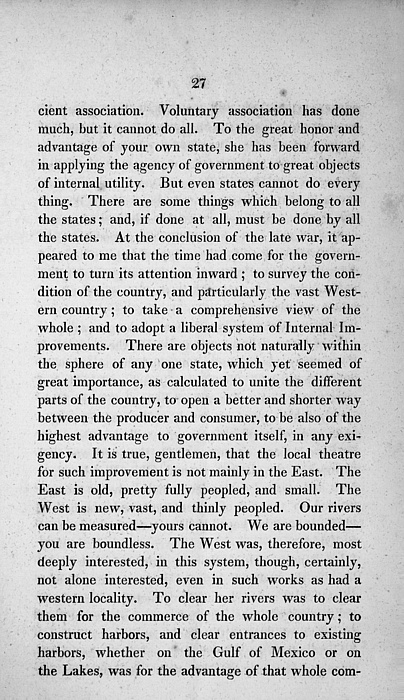 27
cient association. Voluntary association has done
much, but it cannot do all. To the great honor and
advantage of your own state, she has been forward
in applying the agency of government to great objects
of internal utility. But even states cannot do every
thing. There are some things which belong to all
the states; and, if done at all, must be done by all
the states. At the conclusion of the late war, it ap-
peared to me that the time had come for the govern-
ment to turn its attention inward; to survey the con-
dition of the country, and particularly the vast West-
ern country; to take a comprehensive view of the
whole; and to adopt a liberal system of Internal Im-
provements. There are objects not naturally within
the sphere of any one state, which yet seemed of
great importance, as calculated to unite the different
parts of the country, to open a better and shorter way
between the producer and consumer, to be also of the
highest advantage to government itself, in any exi-
gency. It is true, gentlemen, that the local theatre
for such improvement is not mainly in the East. The
East is old, pretty fully peopled, and small. The
West is new, vast, and thinly peopled. Our rivers
can be measured—yours cannot. We are bounded—
you are boundless. The West was, therefore, most
deeply interested, in this system, though, certainly,
not alone interested, even in such works as had a
western locality. To clear her rivers was to clear
them for the commerce of the whole country; to
construct harbors, and clear entrances to existing
harbors, whether on the Gulf of Mexico or on
the Lakes, was for the advantage of that whole com-